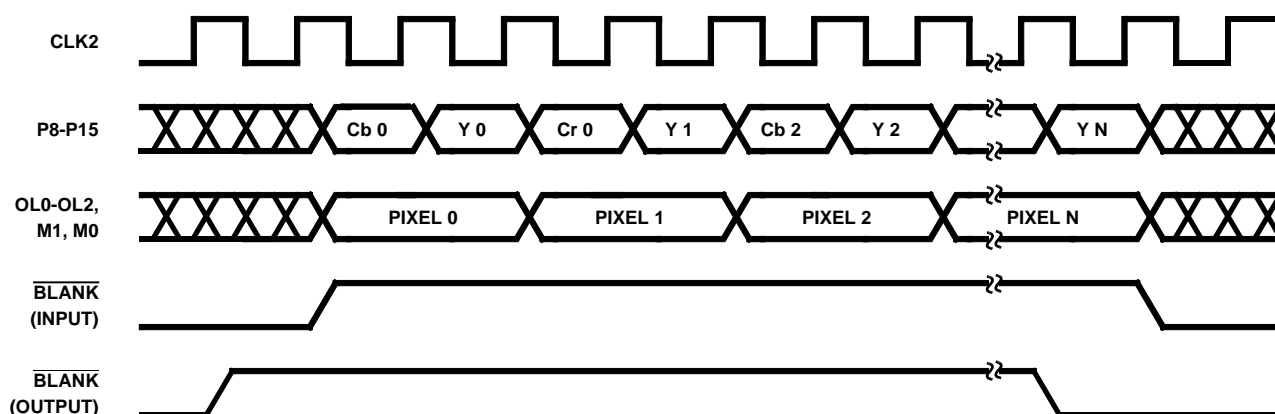 CLK2
P8-P15
Cb 0 Y 0 Cr 0 Y 1 Cb 2 Y 2 Y N
OL0-OL2,
M1, M0
PIXEL 0 PIXEL 1 PIXEL 2 PIXEL N
BLANK
(INPUT)
BLANK
(OUTPUT)